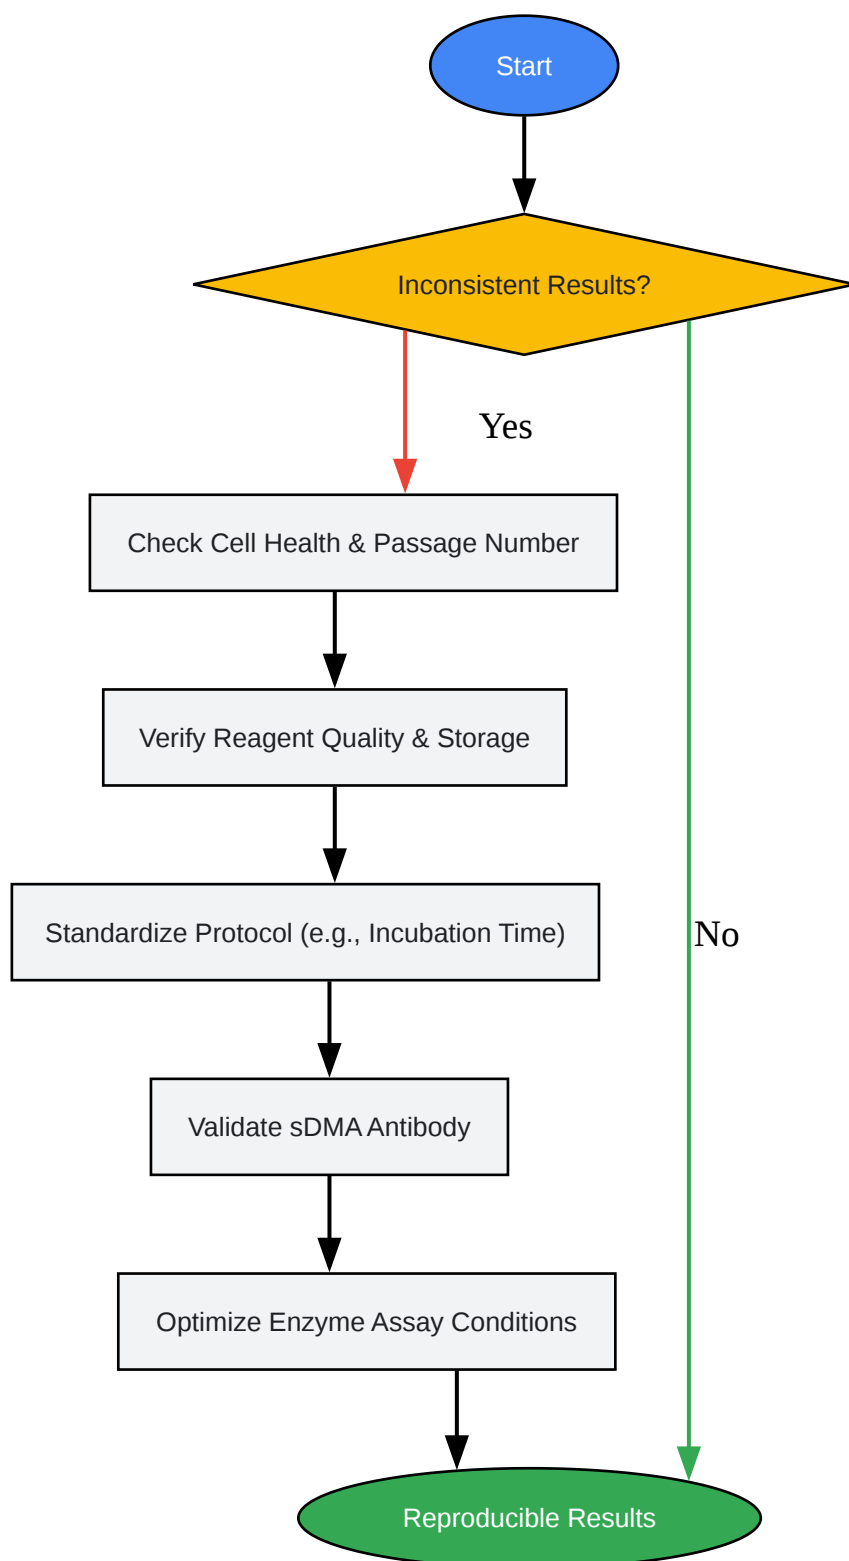 Start
Inconsistent Results?
Yes
Check Cell Health & Passage Number
Verify Reagent Quality & Storage
Standardize Protocol (e.g., Incubation Time)
No
Validate sDMA Antibody
Optimize Enzyme Assay Conditions
Reproducible Results